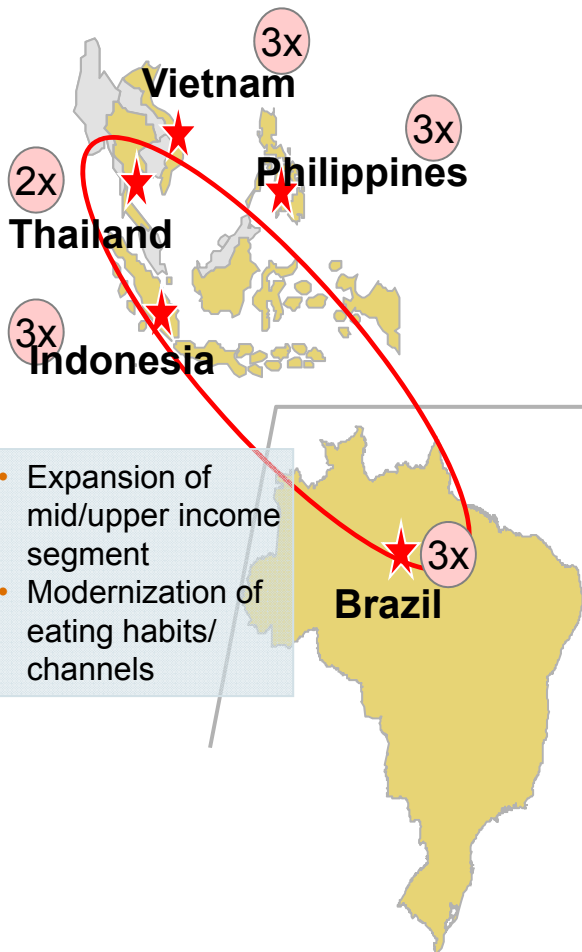 3x
Vietnam
3x
Philippines
2x
Thailand
3x
Indonesia
• Expansion of
mid/upper income
segment
• Modernization of
eating habits/
channels
3x
Brazil